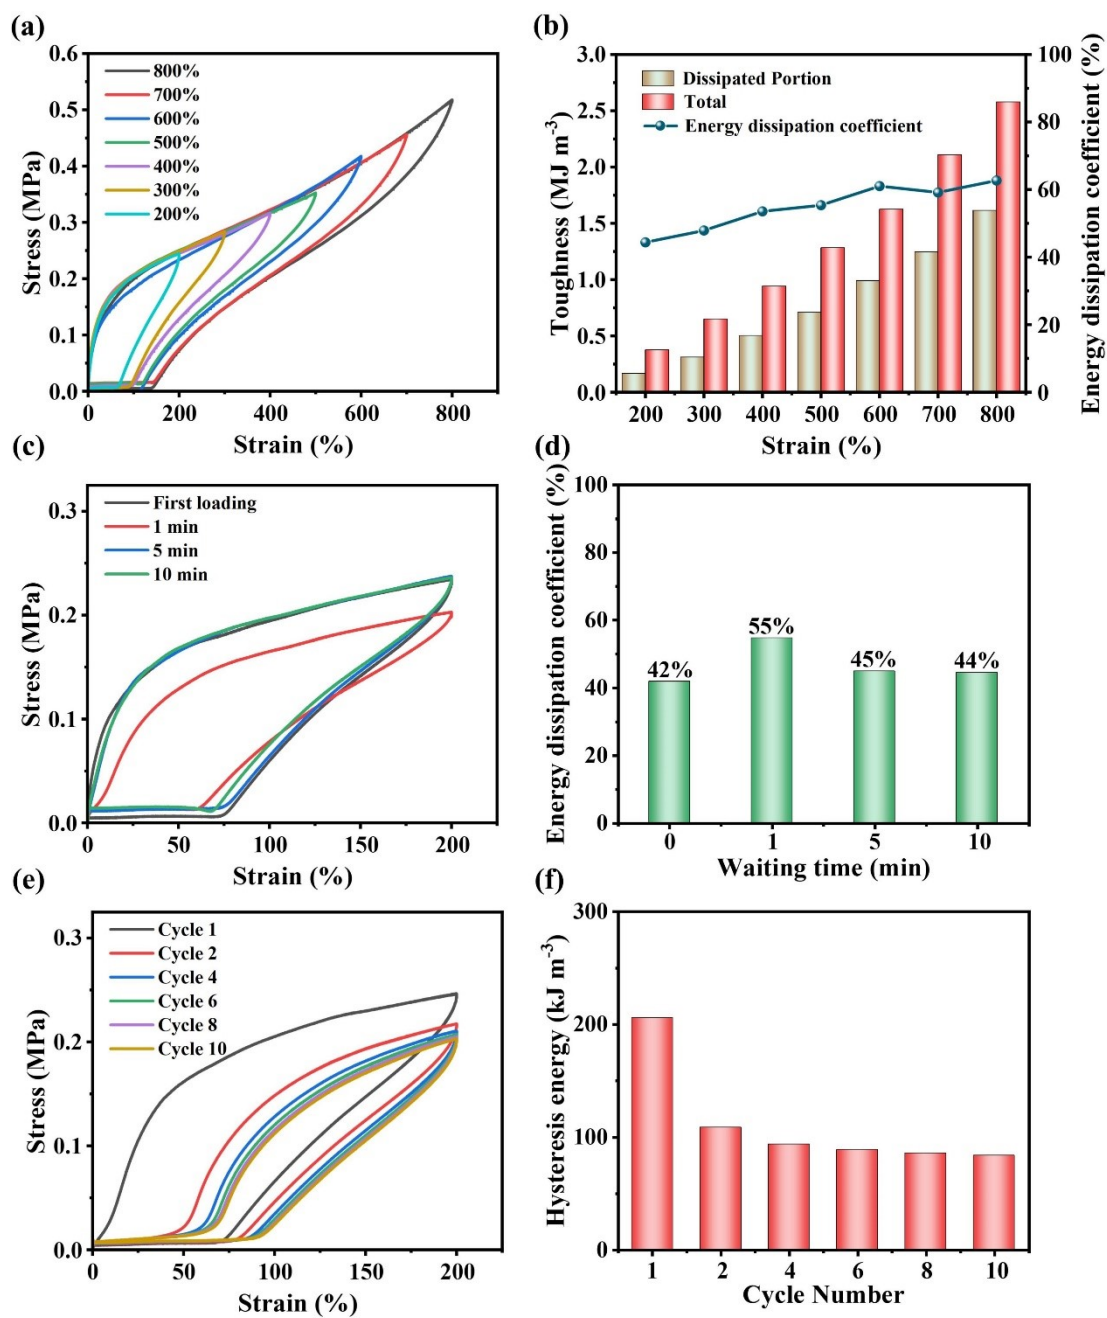 (a)
0.6
0.5
0.4
0.3
0.2
0.1
0.0
Stress (MPa)
800%
700%
600%
500%
400%
300%
200%
0 200 400 600 800
Strain (%)
(b)
3.0
2.5
2.0
1.5
1.0
0.5
0.0
Toughness (MJ m-3)
Dissipated Portion
Total
Energy dissipation coefficient
100
80
60
40
20
0
Energy dissipation coefficient (%)
200 300 400 500 600 700 800
Strain (%)
(c)
0.3
0.2
0.1
0.0
Stress (MPa)
First loading
1 min
5 min
10 min
0 50 100 150 200
Strain (%)
(d)
100
80
60
40
20
0
Energy dissipation coefficient (%)
42%
55%
45%
44%
0 1 5 10
Waiting time (min)
(e)
0.3
0.2
0.1
0.0
Stress (MPa)
Cycle 1
Cycle 2
Cycle 4
Cycle 6
Cycle 8
Cycle 10
0 50 100 150 200
Strain (%)
(f)
300
200
100
0
Hysteresis energy (kJ m-3)
1 2 4 6 8 10
Cycle Number